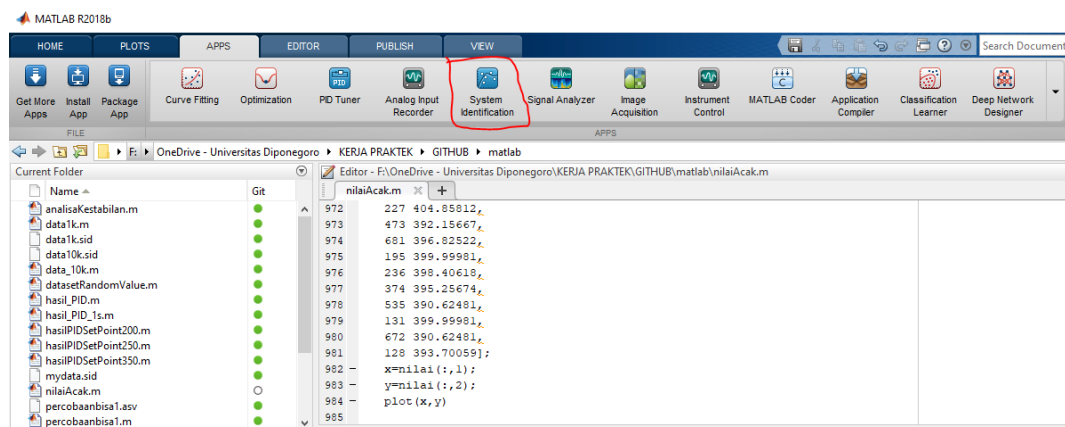 MATLAB R2018b
HOME PLOTS APPS EDITOR PUBLISH VIEW Search Document
Get More Apps Install App Package App Curve Fitting Optimization PID Tuner Analog Input Recorder System Identification Signal Analyzer Image Acquisition Instrument Control MATLAB Coder Application Compiler Classification Learner Deep Network Designer
FILE APPS
F: OneDrive - Universitas Diponegoro KERJA PRAKTEK GITHUB matlab
Current Folder
Name Git
analisaKestabilan.m
data1k.m
data1k.sid
data10k.sid
data_10k.m
datasetRandomValue.m
hasil_PID.m
hasil_PID_1s.m
hasilPIDSetPoint200.m
hasilPIDSetPoint250.m
hasilPIDSetPoint350.m
mydata.sid
nilaiAcak.m
percobaanbisa1.asv
percobaanbisa1.m
Editor - F:\OneDrive - Universitas Diponegoro\KERJA PRAKTEK\GITHUB\matlab\nilaiAcak.m
nilaiAcak.m × +
972 227 404.85812,
973 473 392.15667,
974 681 396.82522,
975 195 399.99981,
976 236 398.40618,
977 374 395.25674,
978 535 390.62481,
979 131 399.99981,
980 672 390.62481,
981 128 393.70059];
982 – x=nilai(:,1);
983 – y=nilai(:,2);
984 – plot(x,y)
985